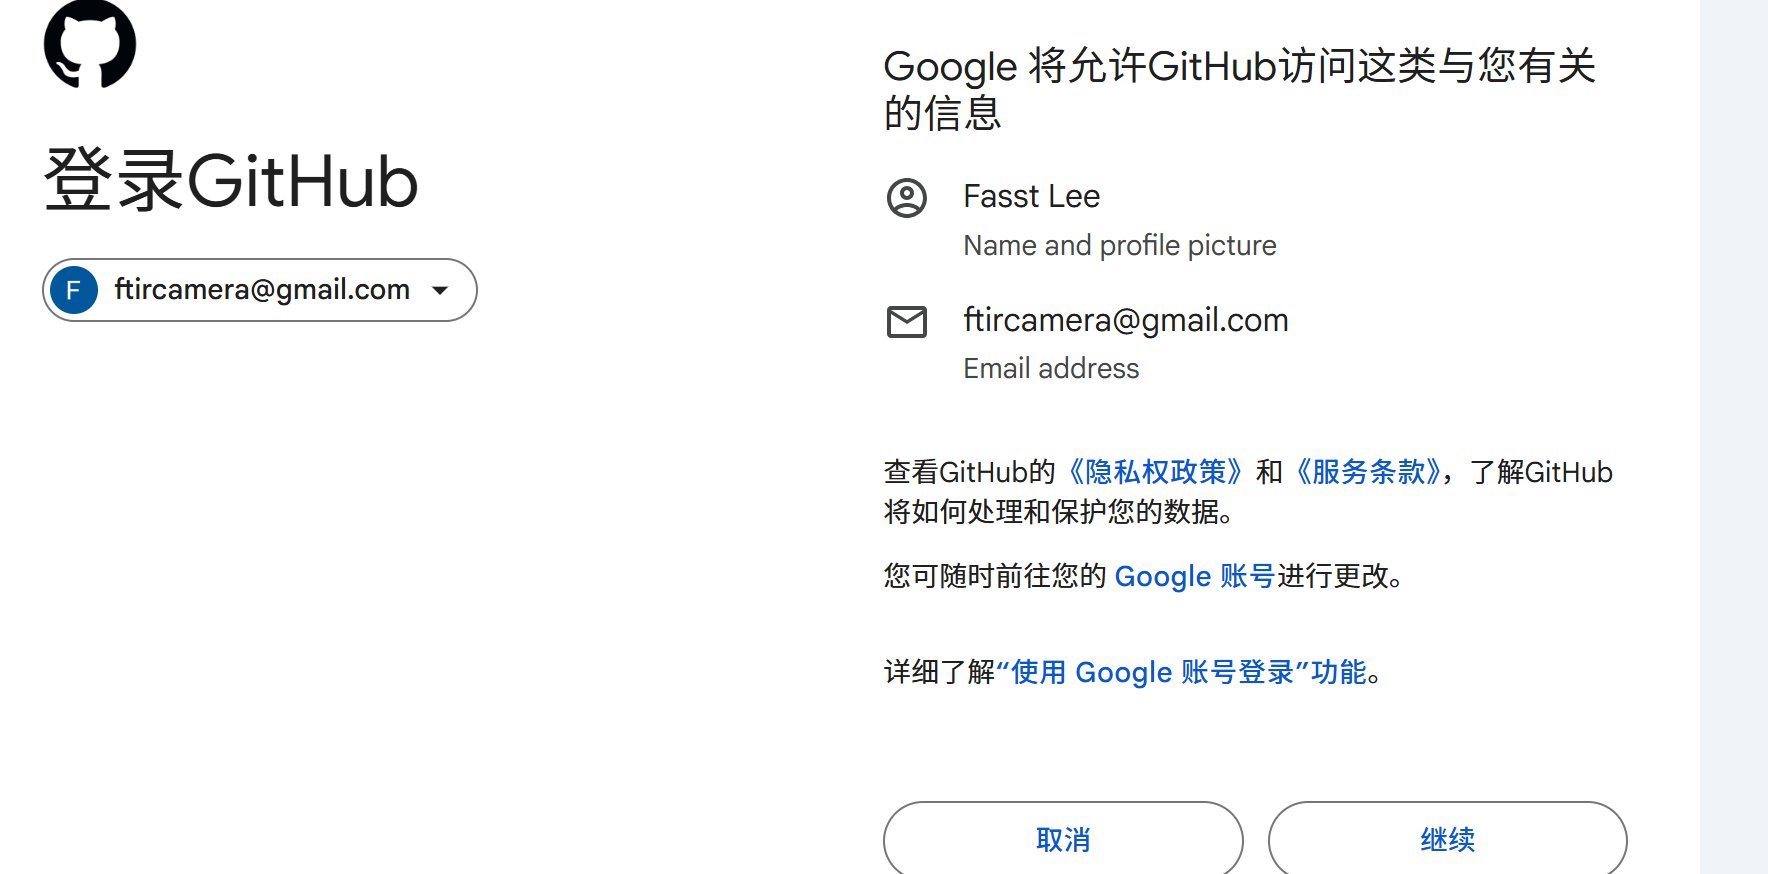 登录GitHub
F ftircamera@gmail.com
Google 将允许GitHub访问这类与您有关
的信息
Fasst Lee
Name and profile picture
ftircamera@gmail.com
Email address
查看GitHub的《隐私权政策》和《服务条款》，了解GitHub
将如何处理和保护您的数据。
您可随时前往您的 Google 账号进行更改。
详细了解“使用 Google 账号登录”功能。
取消
继续